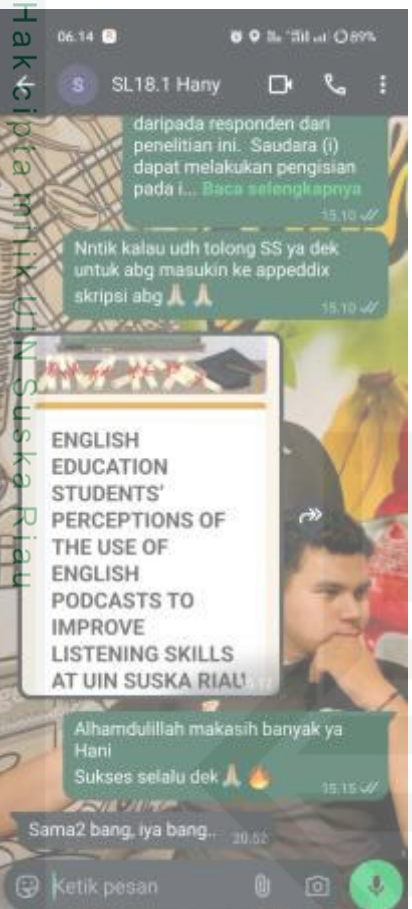 06.14
89%
S SL18.1 Hany
daripada responden dari
penelitian ini. Saudara (i)
dapat melakukan pengisian
pada i... Baca selengkapnya
15.10
Nntik kalau udh tolong SS ya dek
untuk abg masukin ke appeddix
skripsi abg 🙏 🙏
15.10
ENGLISH
EDUCATION
STUDENTS'
PERCEPTIONS OF
THE USE OF
ENGLISH
PODCASTS TO
IMPROVE
LISTENING SKILLS
AT UIN SUSKA RIAU
Alhamdulillah makasih banyak ya
Hani
Sukses selalu dek 🙏 🔥
15.15
Sama2 bang, iya bang..
20.52
Ketik pesan
Hak cipta milik UIN Suska Riau